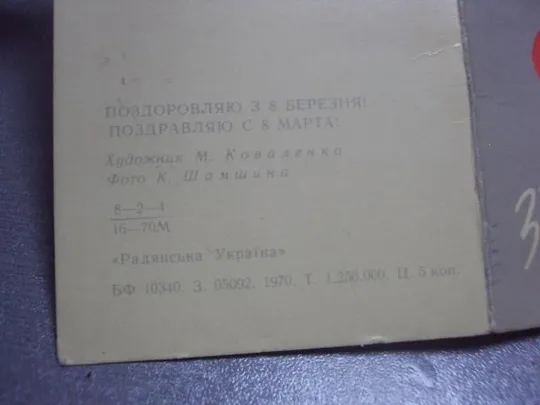 ПОЗДОРОВЛЯЮ З 8 БЕРЕЗНЯ!
ПОЗДРАВЛЯЮ С 8 МАРТА!
Художник М. Коваленко
Фото К. Шамшина
8—2—4
16—70М
«Радянська Україна»
БФ 10340. З. 05092. 1970. Т. 1.250.000. Ц. 5 коп.
З